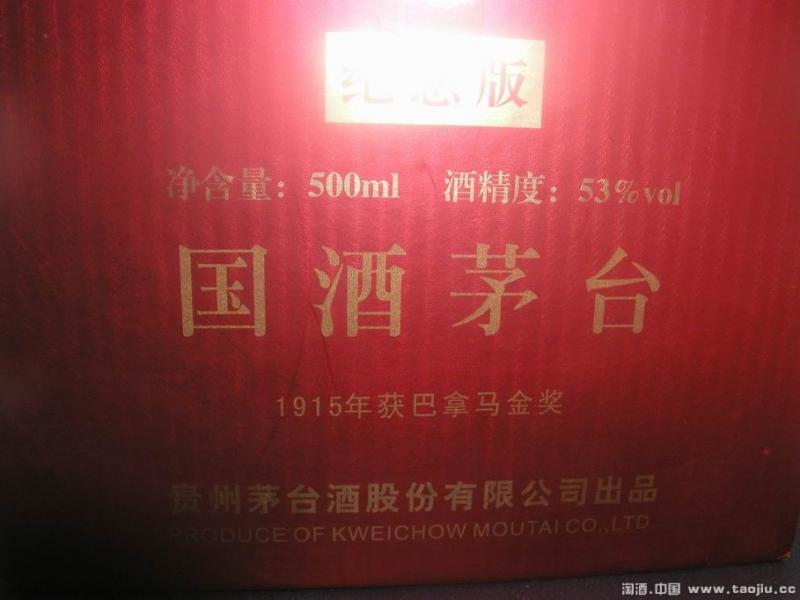 纪念版
净含量：500ml 酒精度：53%vol
国酒茅台
1915年获巴拿马金奖
贵州茅台酒股份有限公司出品
PRODUCE OF KWEICHOW MOUTAI CO.,LTD.
淘酒.中国 www.taojiu.cc